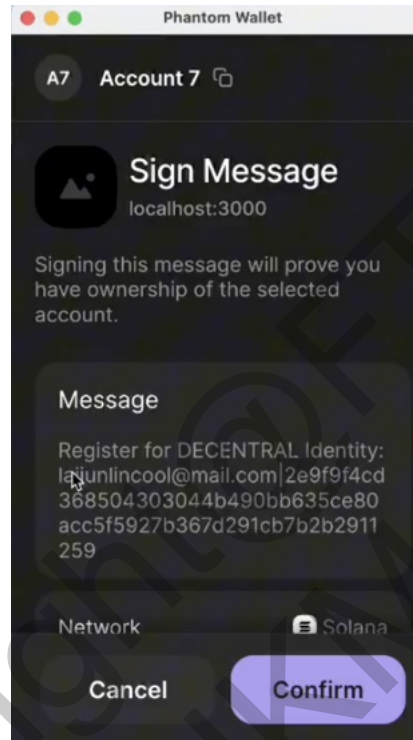 Phantom Wallet
A7 Account 7
Sign Message
localhost:3000
Signing this message will prove you
have ownership of the selected
account.
Message
Register for DECENTRAL Identity:
@mail.com|2e9f9f4cd
368504303044b490bb635ce80
acc5f5927b367d291cb7b2b2911
259
Network Solana
Cancel Confirm